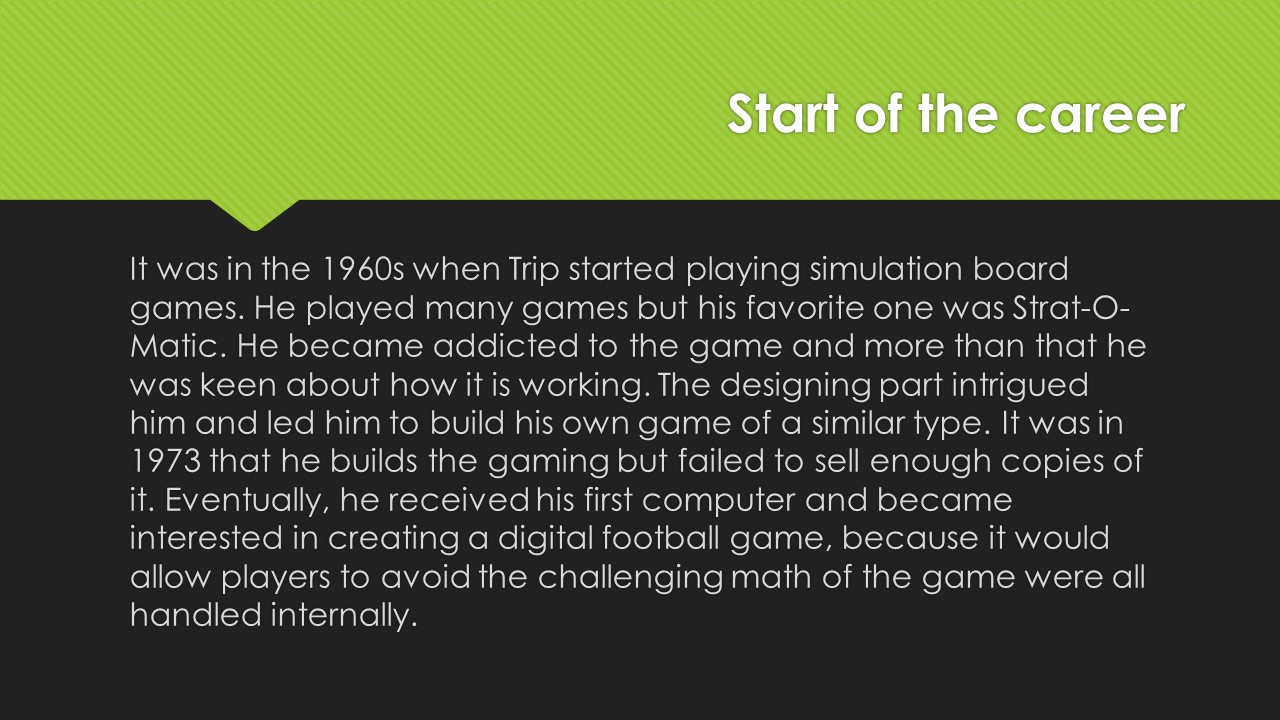 Start of the career
It was in the 1960s when Trip started playing simulation board
games. He played many games but his favorite one was Strat-O-
Matic. He became addicted to the game and more than that he
was keen about how it is working. The designing part intrigued
him and led him to build his own game of a similar type. It was in
1973 that he builds the gaming but failed to sell enough copies of
it. Eventually, he received his first computer and became
interested in creating a digital football game, because it would
allow players to avoid the challenging math of the game were all
handled internally.